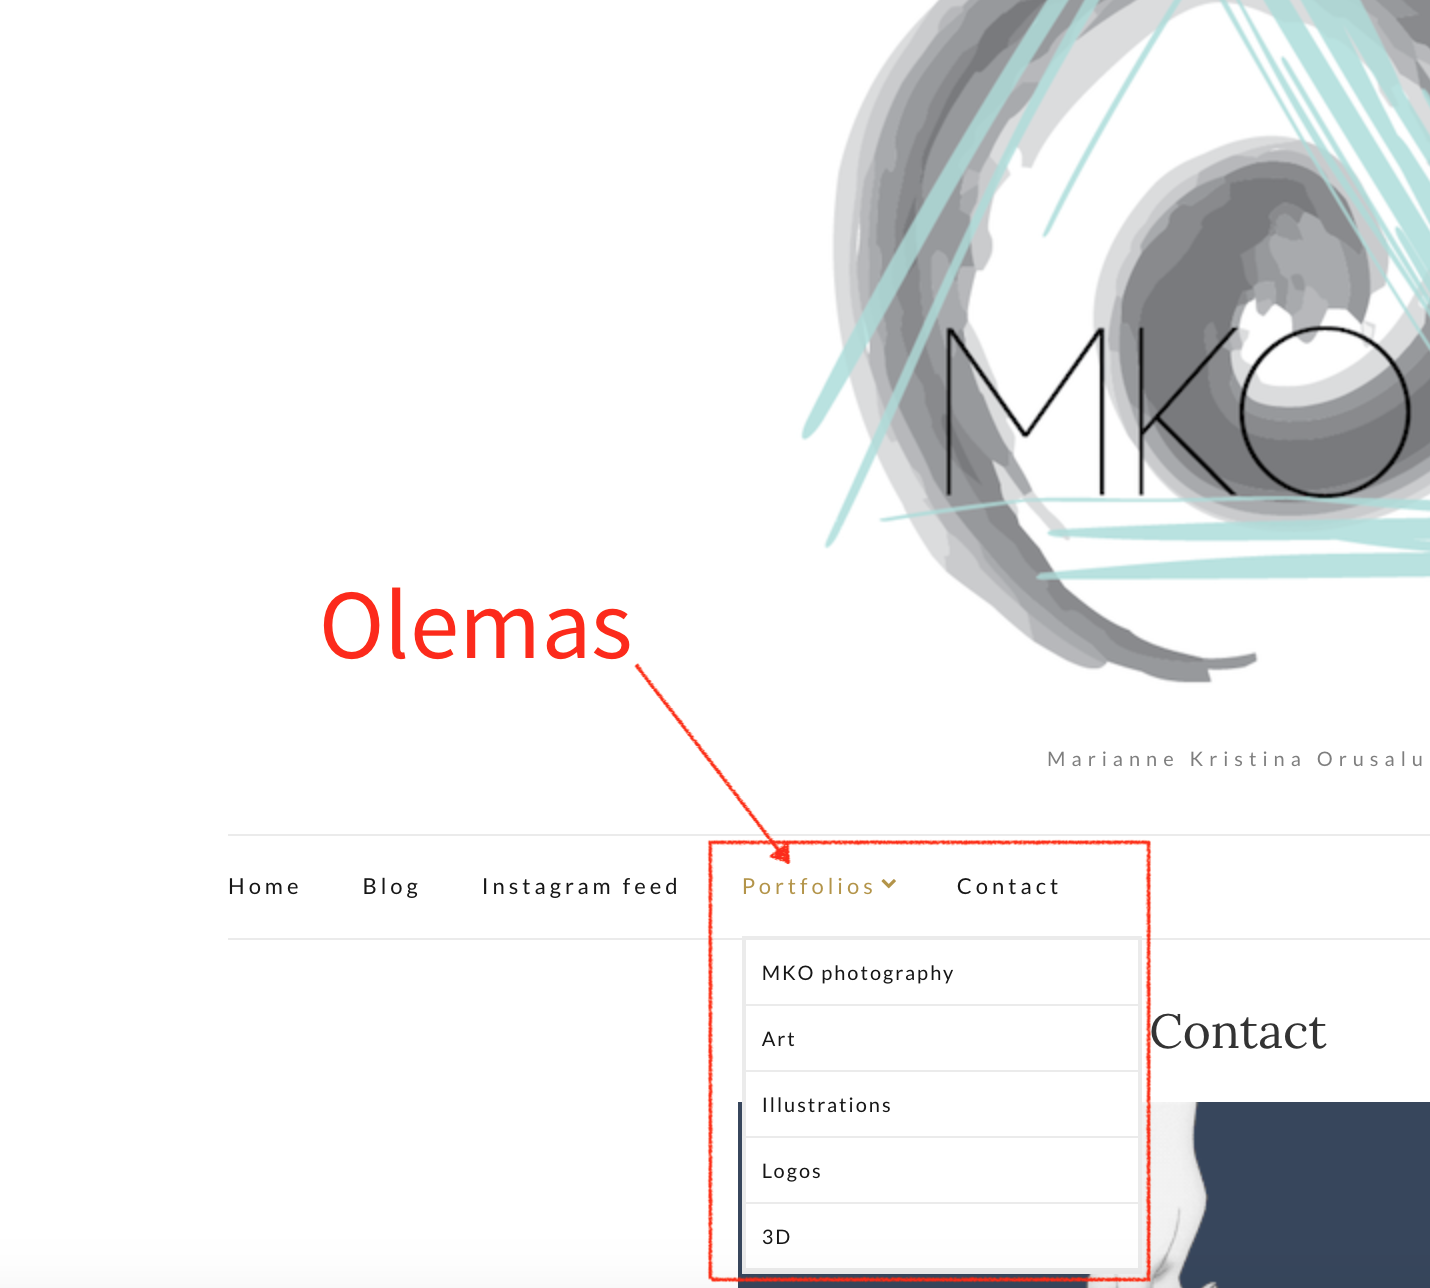 MKO
Olemas
Marianne Kristina Orusalu
Home Blog Instagram feed Portfolios Contact
MKO photography
Art
Illustrations
Logos
3D
Contact